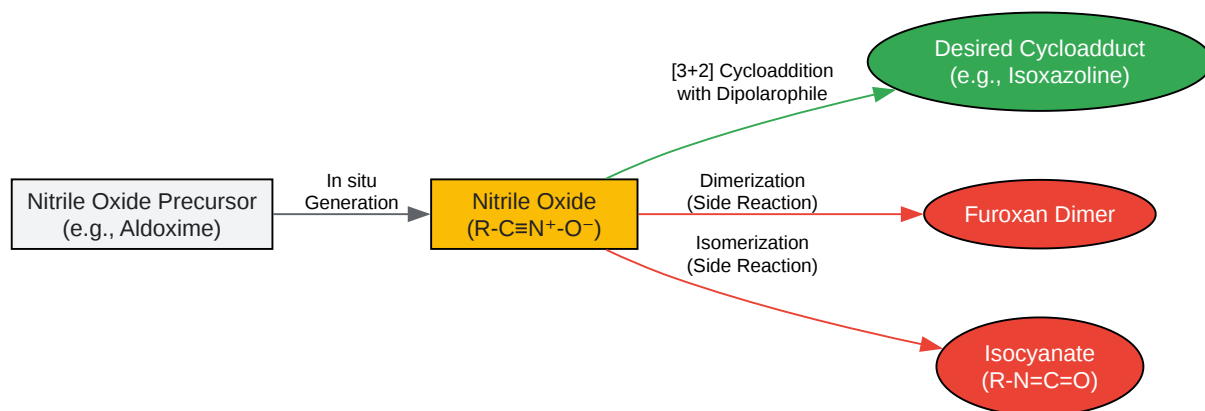 Desired Cycloadduct
(e.g., Isoxazoline)
[3+2] Cycloaddition
with Dipolarophile
In situ
Generation
Nitrile Oxide Precursor
(e.g., Aldoxime)
Nitrile Oxide
(R-C≡N⁺-O⁻)
Dimerization
(Side Reaction)
Furoxan Dimer
Isomerization
(Side Reaction)
Isocyanate
(R-N=C=O)